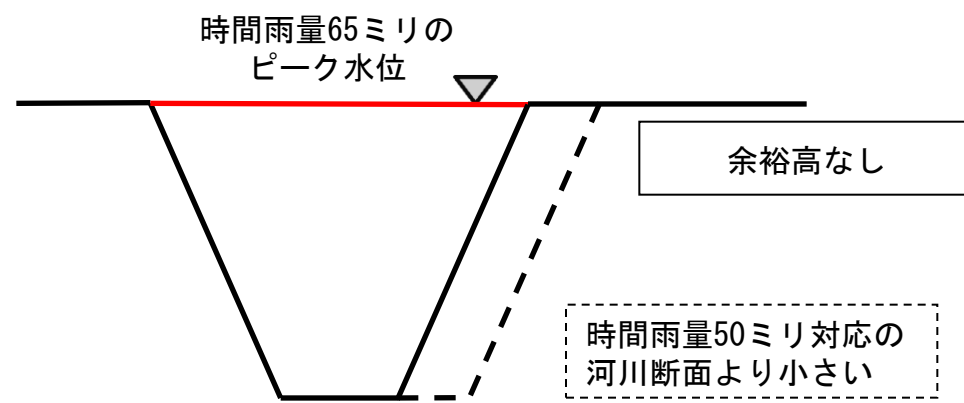 時間雨量65ミリの
ピーク水位
余裕高なし
時間雨量50ミリ対応の
河川断面より小さい